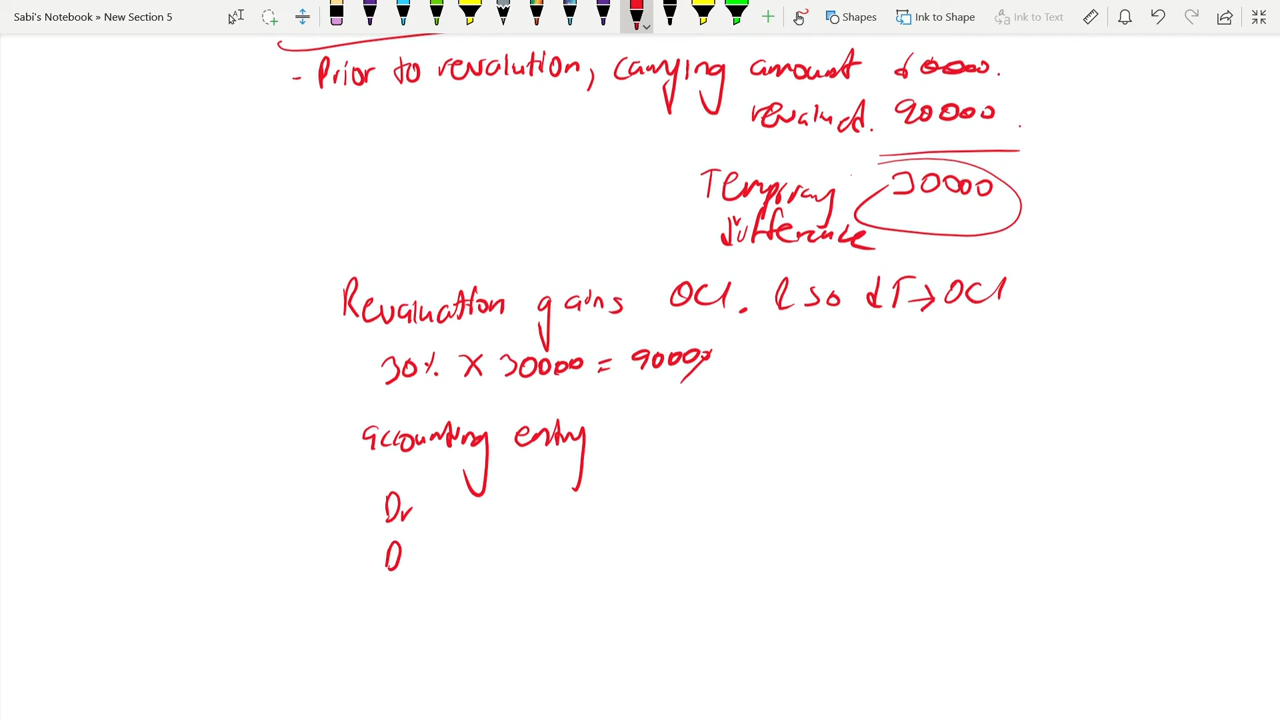 Sabi's Notebook » New Section 5
Shapes
Ink to Shape
Ink to Text
- Prior to revalution, carrying amount 60000.
revalued. 90000
Temporary 30000
difference
Revaluation gains OCI. & so dT→OCI
30% × 30000 = 9000
accounting entry
Dr
D